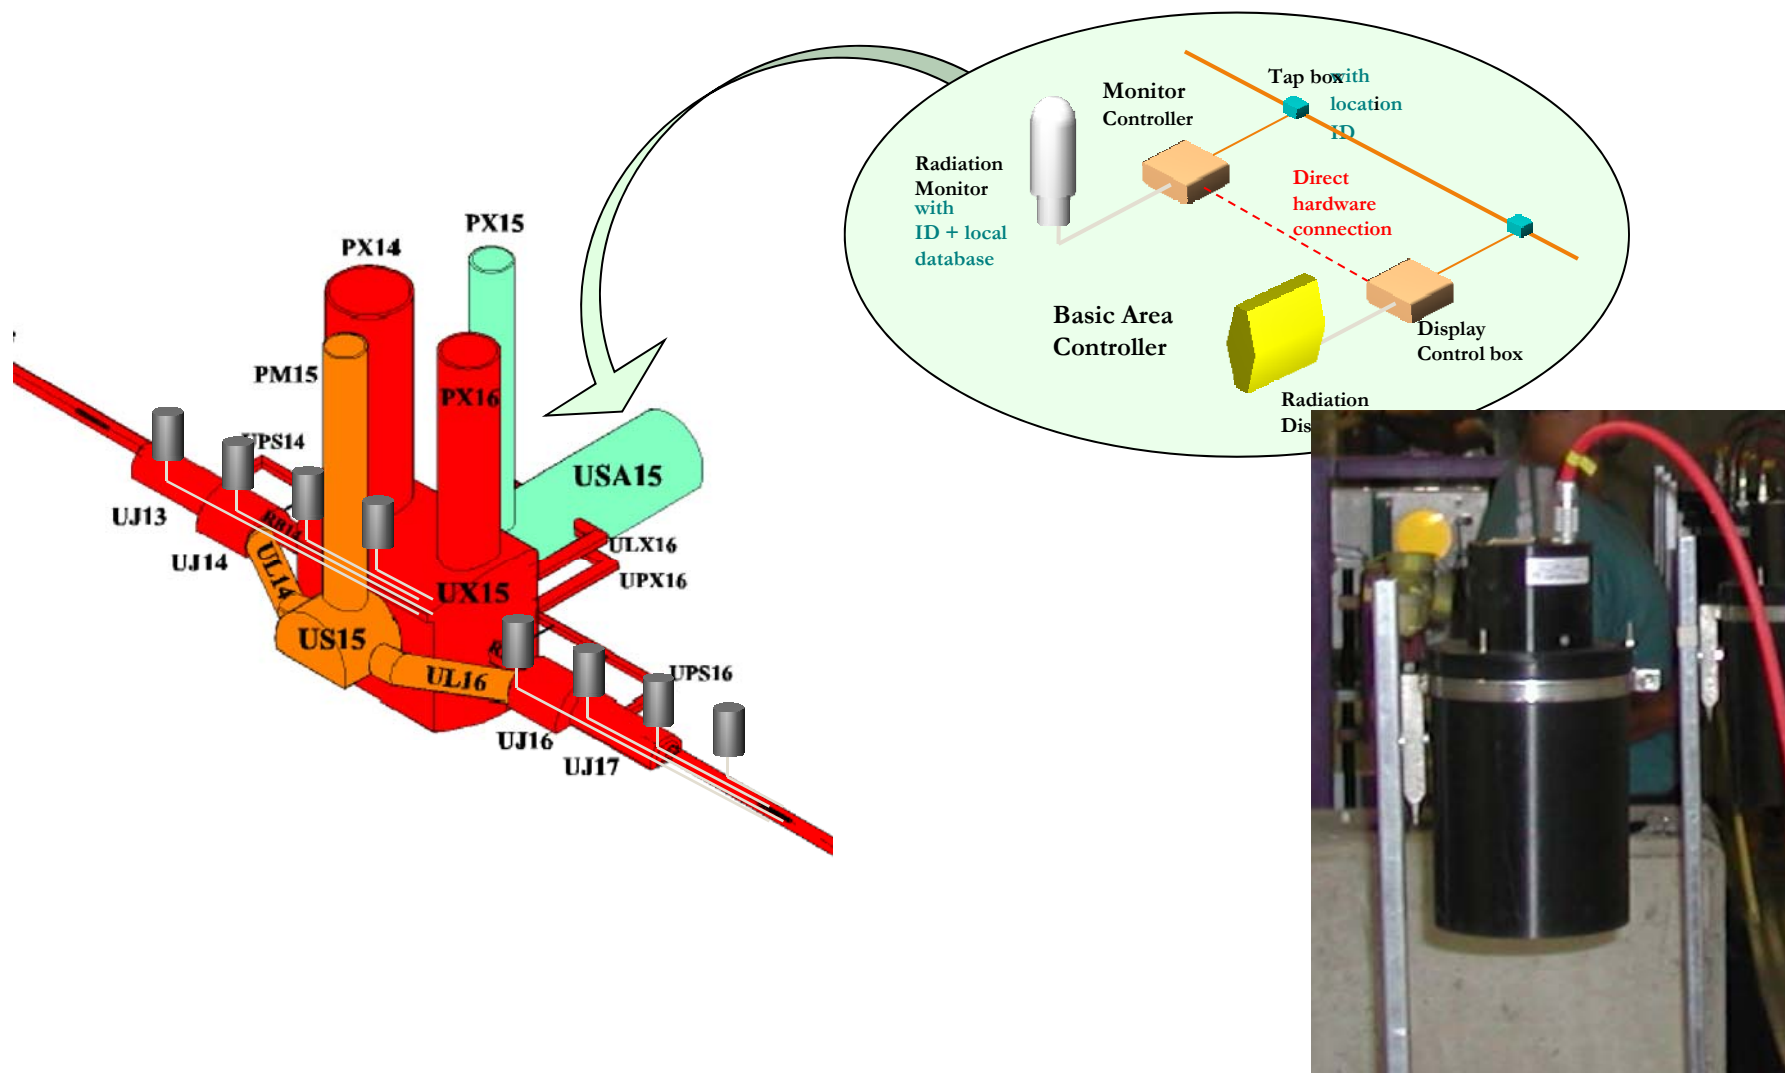 Tap box with
location
ID
Monitor
Controller
Radiation
Monitor
with
ID + local
database
Direct
hardware
connection
Basic Area
Controller
Display
Control box
Radiation
PX15
PX14
PM15
PX16
UPS14
USA15
UJ13
UJ14
UL14
ULX16
UPX16
UX15
US15
UL16
UPS16
UJ16
UJ17